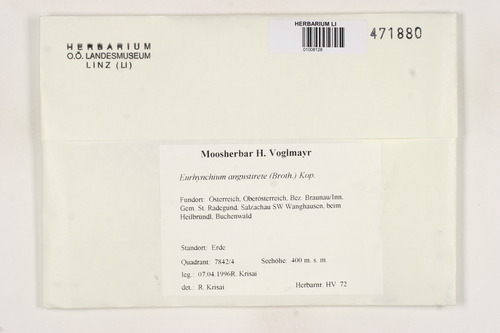 HERBARIUM LI
01006128
471880
HERBARIUM
O.Ö. LANDESMUSEUM
LINZ (LI)
Moosherbar H. Voglmayr
Eurhynchium angustirete (Broth.) Kop.
Fundort: Österreich, Oberösterreich, Bez. Braunau/Inn,
Gem. St. Radegund, Salzachau SW Wanghausen, beim
Heilbründl, Buchenwald
Standort: Erde
Quadrant: 7842/4 Seehöhe: 400 m. s. m.
leg.: 07.04.1996R. Krisai
det.: R. Krisai Herbarnr. HV 72